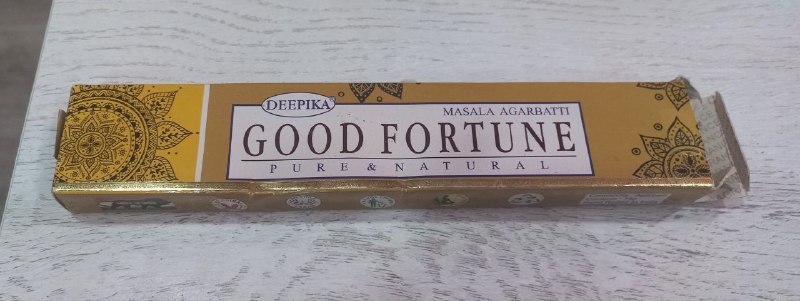 DEEPIKA®
MASALA AGARBATTI
GOOD FORTUNE
PURE & NATURAL